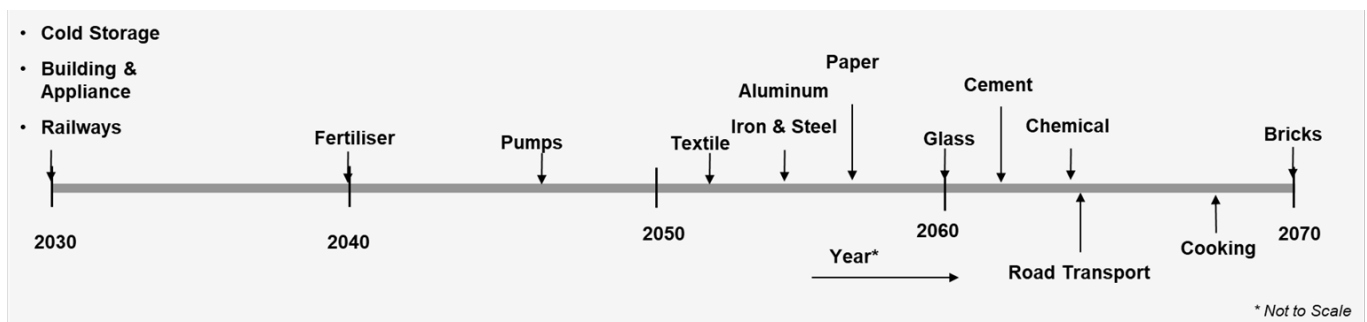 • Cold Storage
• Building &
Appliance
• Railways
Fertiliser
Pumps
Textile
Aluminum
Iron & Steel
Paper
Glass
Cement
Chemical
Bricks
2030
2040
2050
2060
2070
Year*
Road Transport
Cooking
* Not to Scale